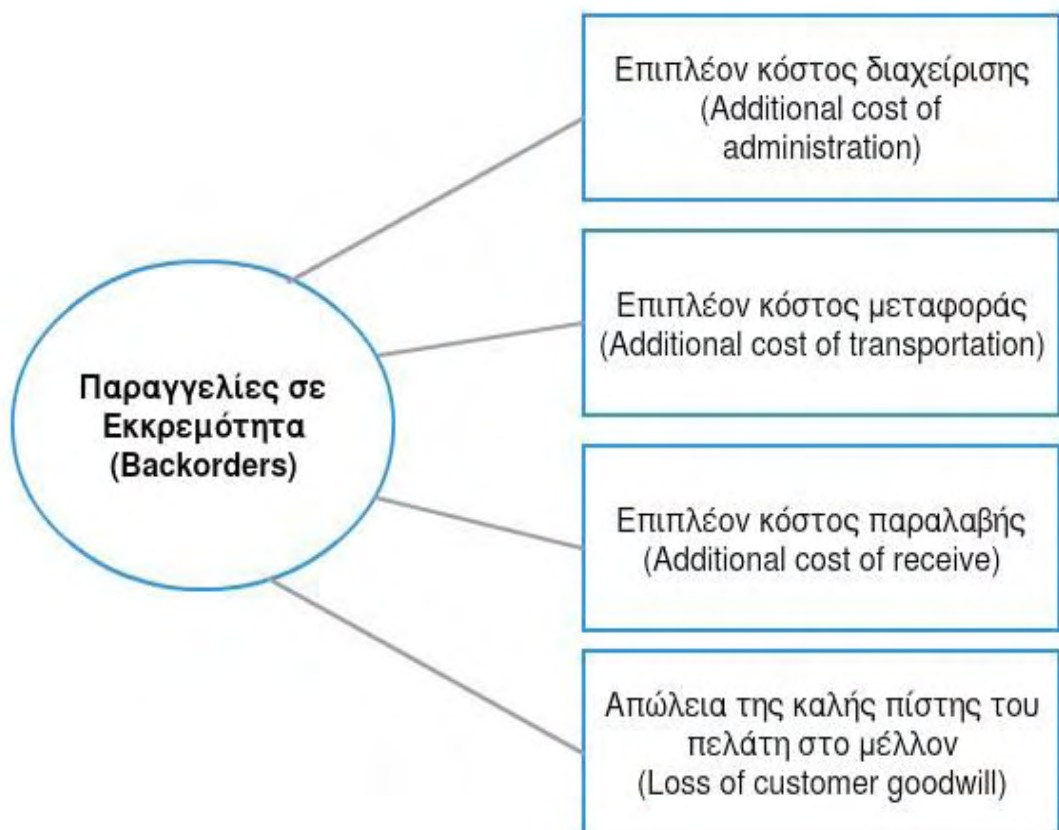 Επιπλέον κόστος διαχείρισης
(Additional cost of
administration)
Επιπλέον κόστος μεταφοράς
(Additional cost of transportation)
Παραγγελίες σε
Εκκρεμότητα
(Backorders)
Επιπλέον κόστος παραλαβής
(Additional cost of receive)
Απώλεια της καλής πίστης του
πελάτη στο μέλλον
(Loss of customer goodwill)